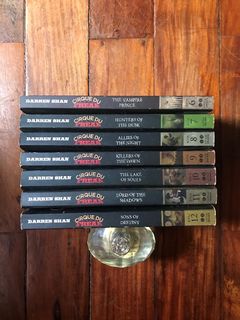 DARREN SHAN CIRQUE DU FREAK THE VAMPIRE PRINCE 6
DARREN SHAN CIRQUE DU FREAK HUNTERS OF THE DUSK 7
DARREN SHAN CIRQUE DU FREAK ALLIES OF THE NIGHT 8
DARREN SHAN CIRQUE DU FREAK KILLERS OF THE DAWN 9
DARREN SHAN CIRQUE DU FREAK THE LAKE OF SOULS 10
DARREN SHAN CIRQUE DU FREAK LORD OF THE SHADOWS 11
DARREN SHAN CIRQUE DU FREAK SONS OF DESTINY 12